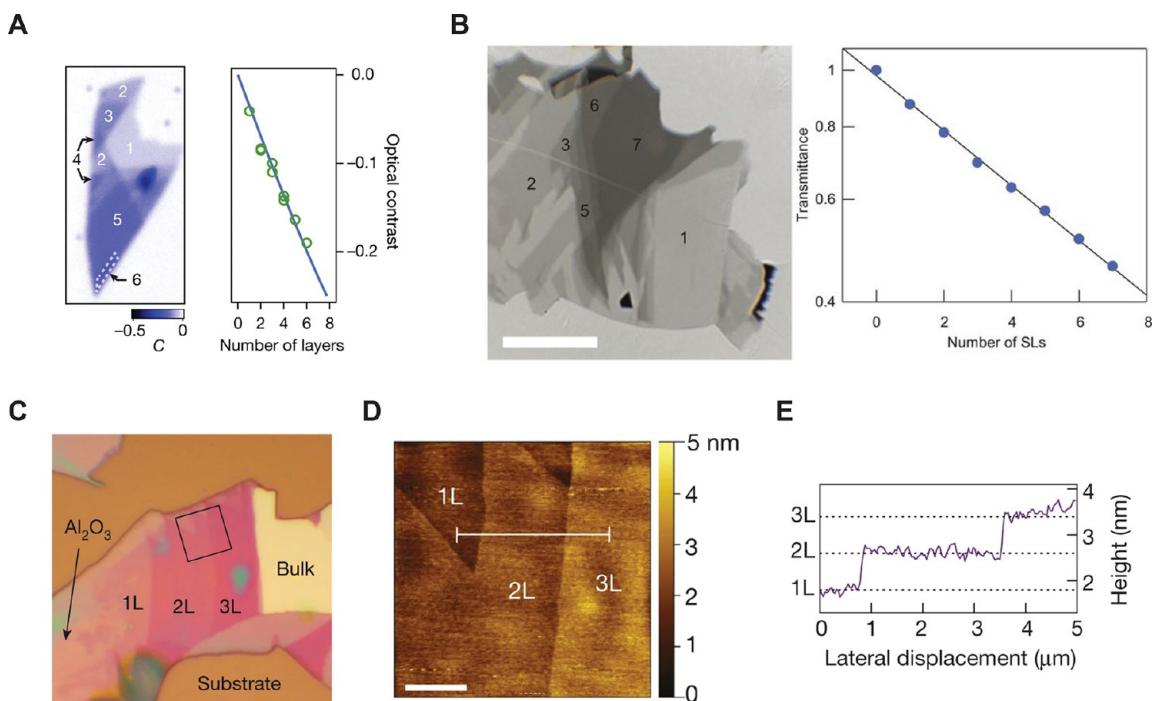 A
2
3
1
4
2
5
6
−0.5
0
C
0.0
−0.1
−0.2
Optical contrast
0 2 4 6 8
Number of layers
B
6
3
7
2
5
1
1
0.8
0.6
0.4
Transmittance
0 2 4 6 8
Number of SLs
C
Al₂O₃
1L 2L 3L
Bulk
Substrate
D
1L
2L
3L
5 nm
4
3
2
1
0
E
3L
2L
1L
4
3
2
Height (nm)
0 1 2 3 4 5
Lateral displacement (μm)